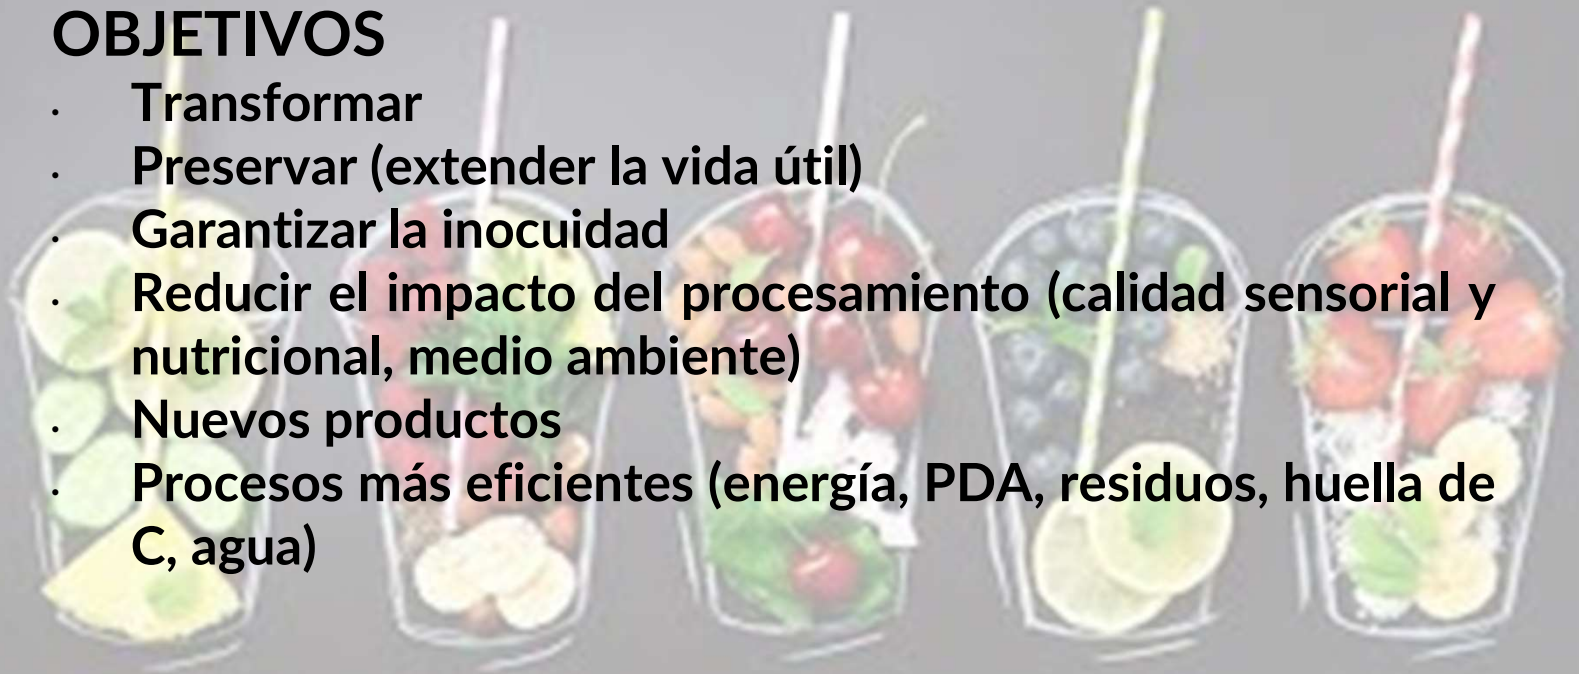 OBJETIVOS
· Transformar
· Preservar (extender la vida útil)
· Garantizar la inocuidad
· Reducir el impacto del procesamiento (calidad sensorial y
nutricional, medio ambiente)
· Nuevos productos
· Procesos más eficientes (energía, PDA, residuos, huella de
C, agua)